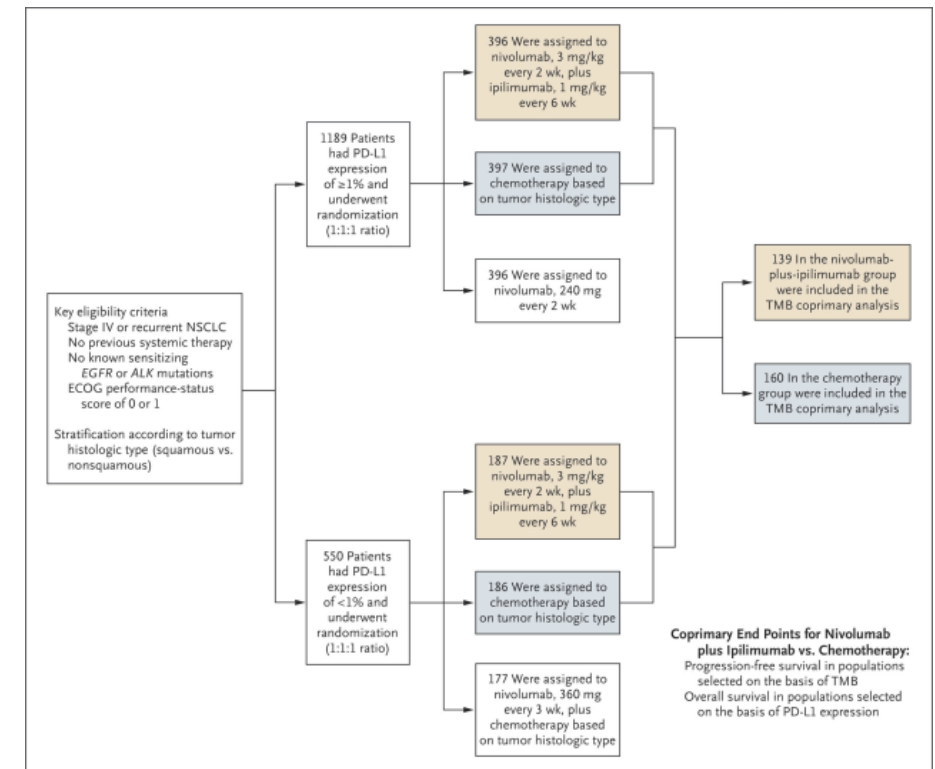 Key eligibility criteria
Stage IV or recurrent NSCLC
No previous systemic therapy
No known sensitizing
EGFR or ALK mutations
ECOG performance-status
score of 0 or 1
Stratification according to tumor
histologic type (squamous vs.
nonsquamous)
1189 Patients
had PD-L1
expression
of ≥1% and
underwent
randomization
(1:1:1 ratio)
396 Were assigned to
nivolumab, 3 mg/kg
every 2 wk, plus
ipilimumab, 1 mg/kg
every 6 wk
397 Were assigned to
chemotherapy based
on tumor histologic type
396 Were assigned to
nivolumab, 240 mg
every 2 wk
550 Patients
had PD-L1
expression
of <1% and
underwent
randomization
(1:1:1 ratio)
187 Were assigned to
nivolumab, 3 mg/kg
every 2 wk, plus
ipilimumab, 1 mg/kg
every 6 wk
186 Were assigned to
chemotherapy based
on tumor histologic type
177 Were assigned to
nivolumab, 360 mg
every 3 wk, plus
chemotherapy based
on tumor histologic type
139 In the nivolumab-
plus-ipilimumab group
were included in the
TMB coprimary analysis
160 In the chemotherapy
group were included in the
TMB coprimary analysis
Coprimary End Points for Nivolumab
plus Ipilimumab vs. Chemotherapy:
Progression-free survival in populations
selected on the basis of TMB
Overall survival in populations selected
on the basis of PD-L1 expression